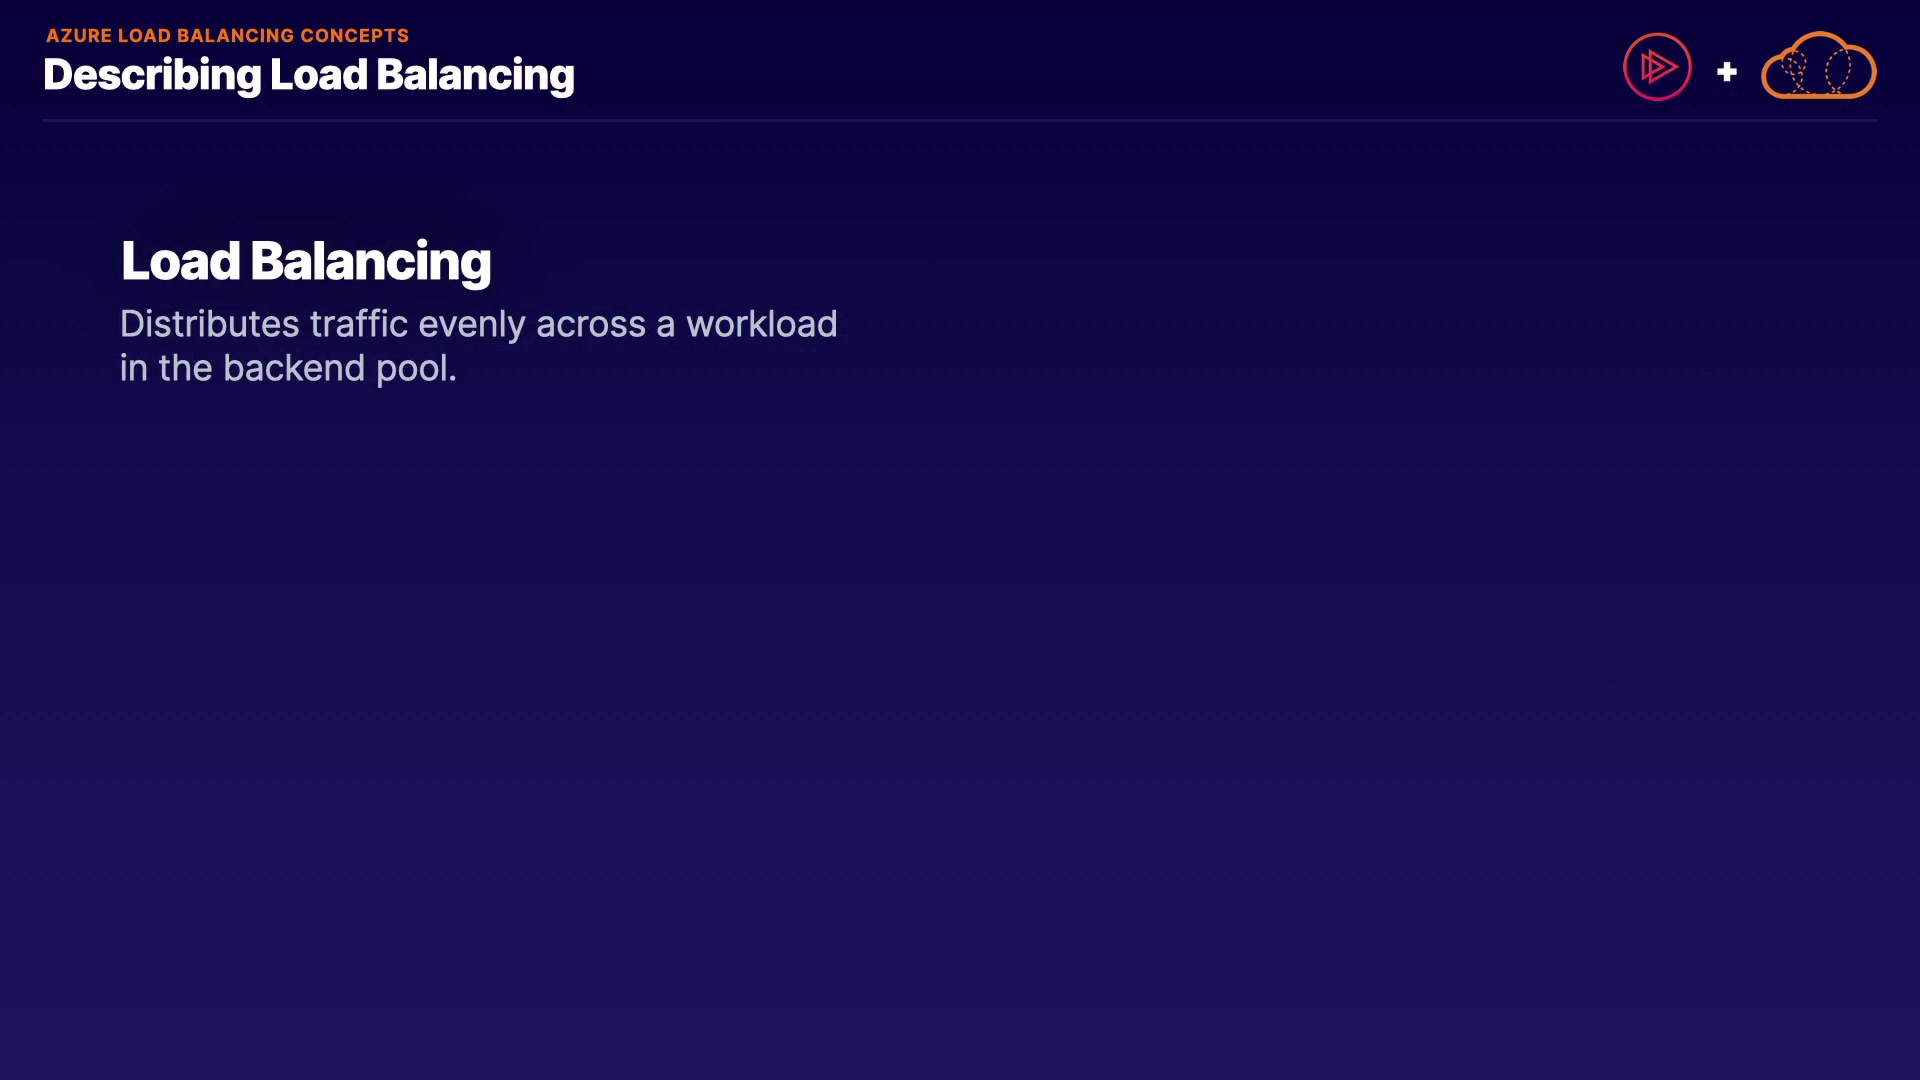 AZURE LOAD BALANCING CONCEPTS
Describing Load Balancing
Load Balancing
Distributes traffic evenly across a workload
in the backend pool.